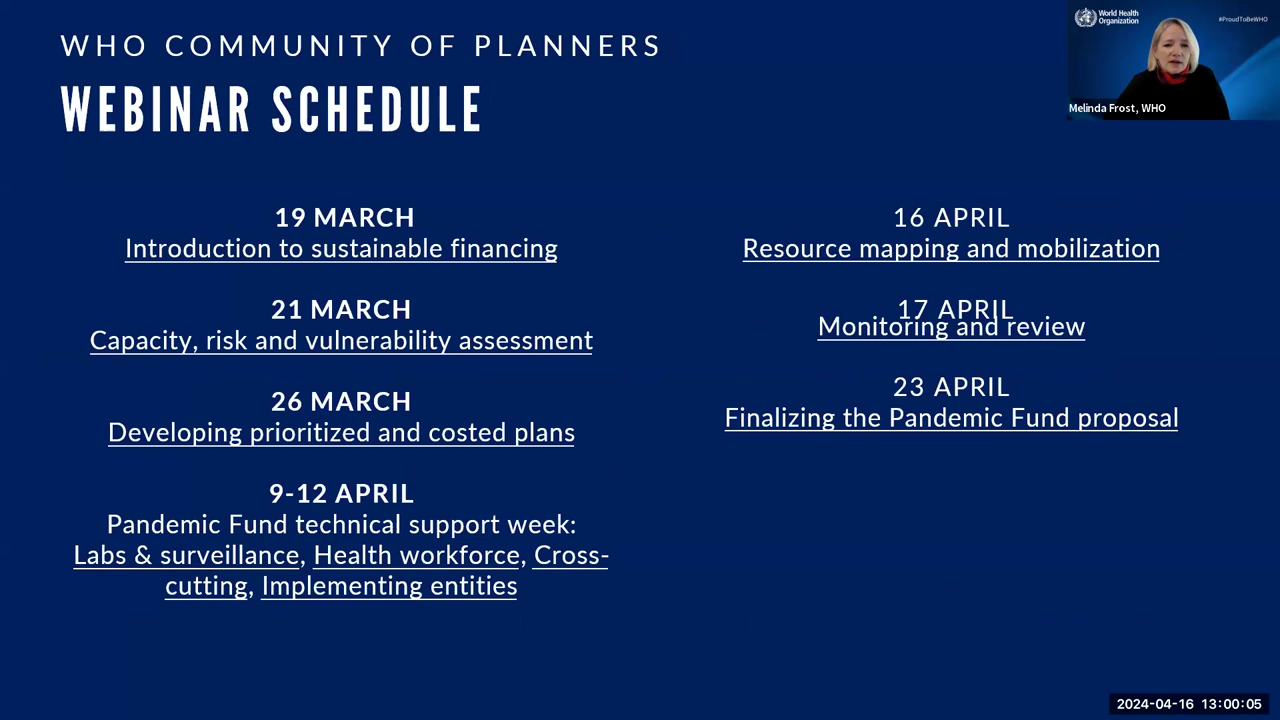 WHO COMMUNITY OF PLANNERS
WEBINAR SCHEDULE
World Health
Organization
#ProudToBeWHO
Melinda Frost, WHO
19 MARCH
Introduction to sustainable financing
21 MARCH
Capacity, risk and vulnerability assessment
26 MARCH
Developing prioritized and costed plans
9-12 APRIL
Pandemic Fund technical support week:
Labs & surveillance, Health workforce, Cross-
cutting, Implementing entities
16 APRIL
Resource mapping and mobilization
17 APRIL
Monitoring and review
23 APRIL
Finalizing the Pandemic Fund proposal
2024-04-16 13:00:05